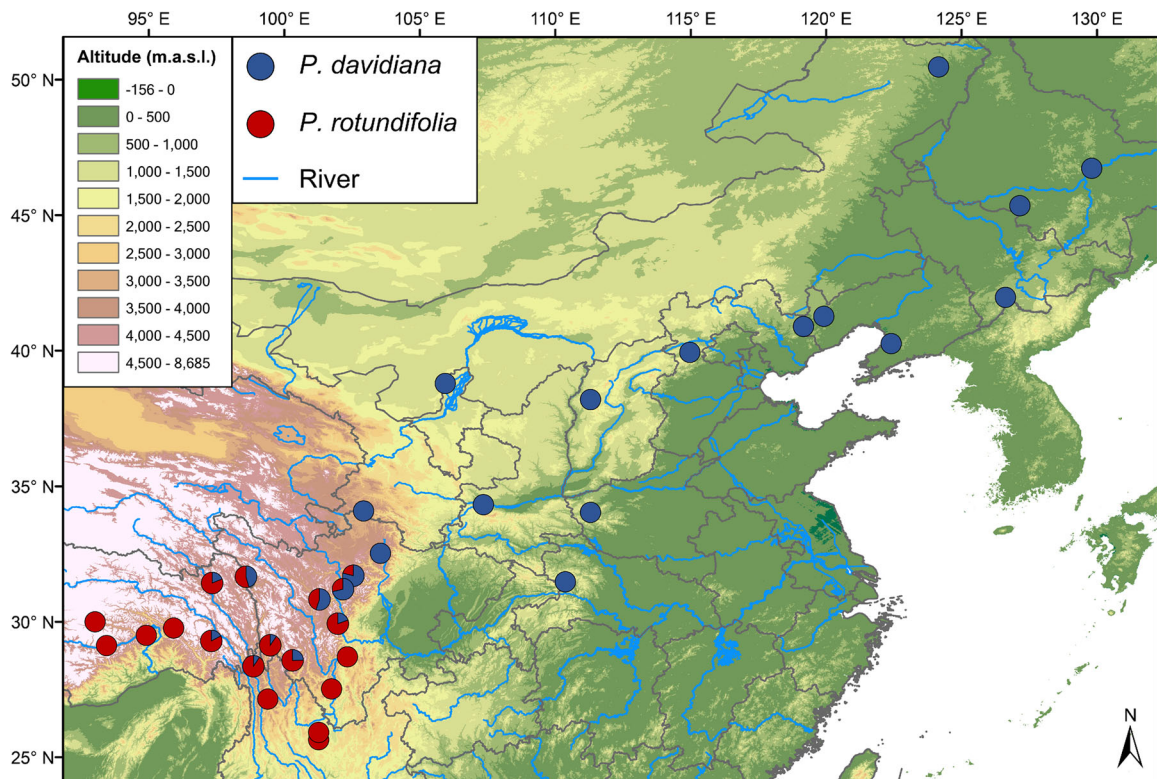 95° E 100° E 105° E 110° E 115° E 120° E 125° E 130° E
50° N
45° N
40° N
35° N
30° N
25° N
Altitude (m.a.s.l.)
-156 - 0
0 - 500
500 - 1,000
1,000 - 1,500
1,500 - 2,000
2,000 - 2,500
2,500 - 3,000
3,000 - 3,500
3,500 - 4,000
4,000 - 4,500
4,500 - 8,685
P. davidiana
P. rotundifolia
River
N